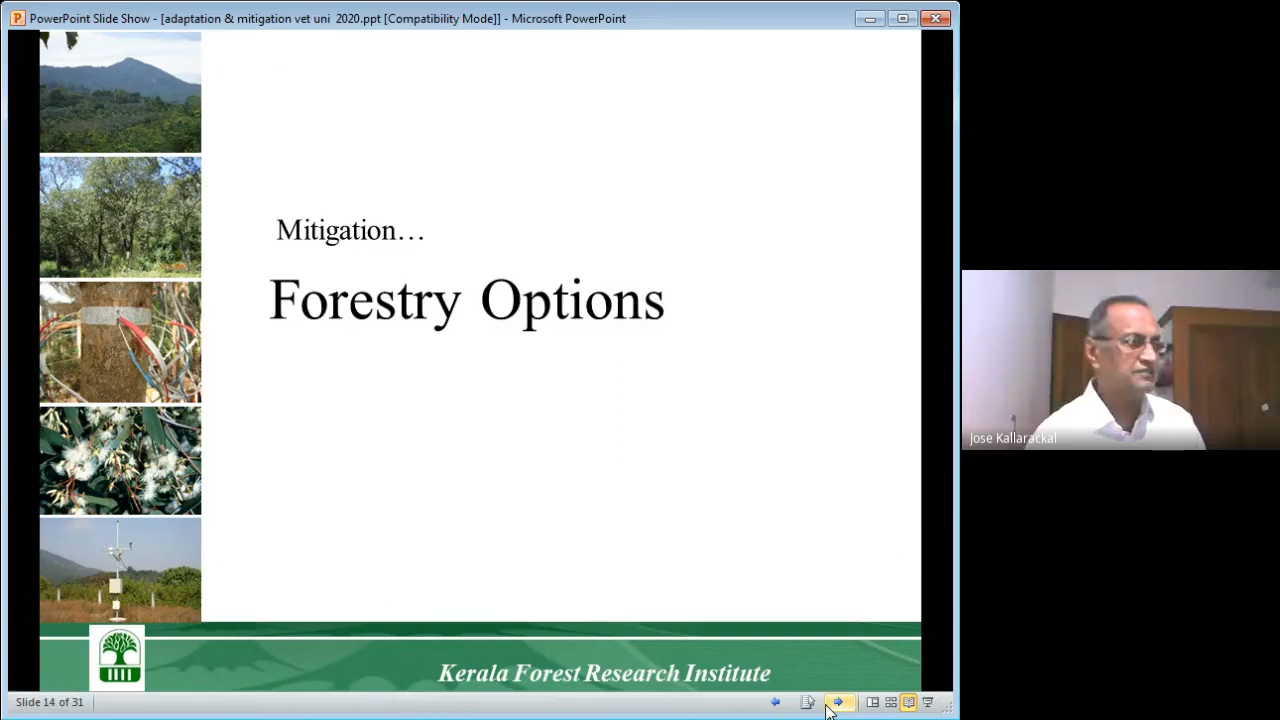 PowerPoint Slide Show - [adaptation & mitigation vet uni  2020.ppt [Compatibility Mode]] - Microsoft PowerPoint
Mitigation…
Forestry Options
Jose Kallarackal
Kerala Forest Research Institute
Slide 14 of 31